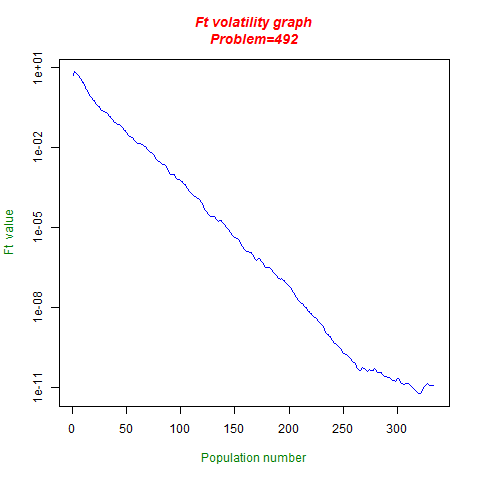 Ft volatility graph
Problem=492
1e+01
1e-02
1e-05
1e-08
1e-11
Ft value
0 50 100 150 200 250 300
Population number